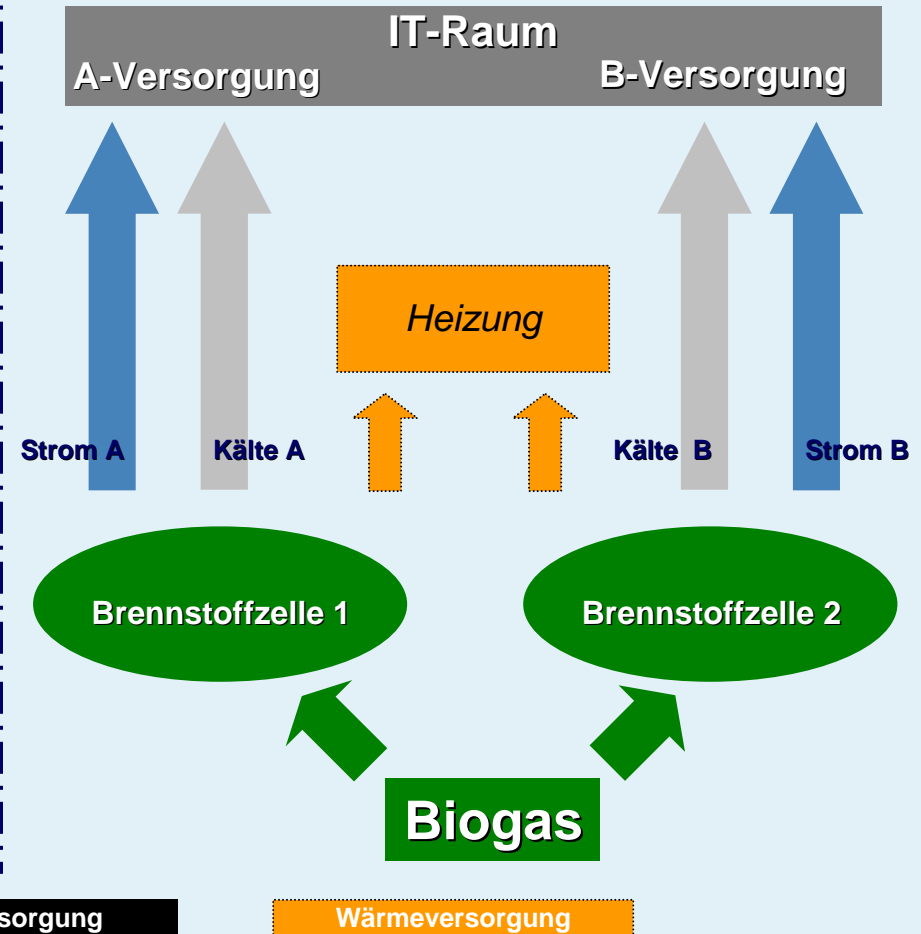 IT-Raum
A-Versorgung B-Versorgung
Heizung
Strom A Kälte A Kälte B Strom B
Brennstoffzelle 1 Brennstoffzelle 2
Biogas
sorgung Wärmeversorgung